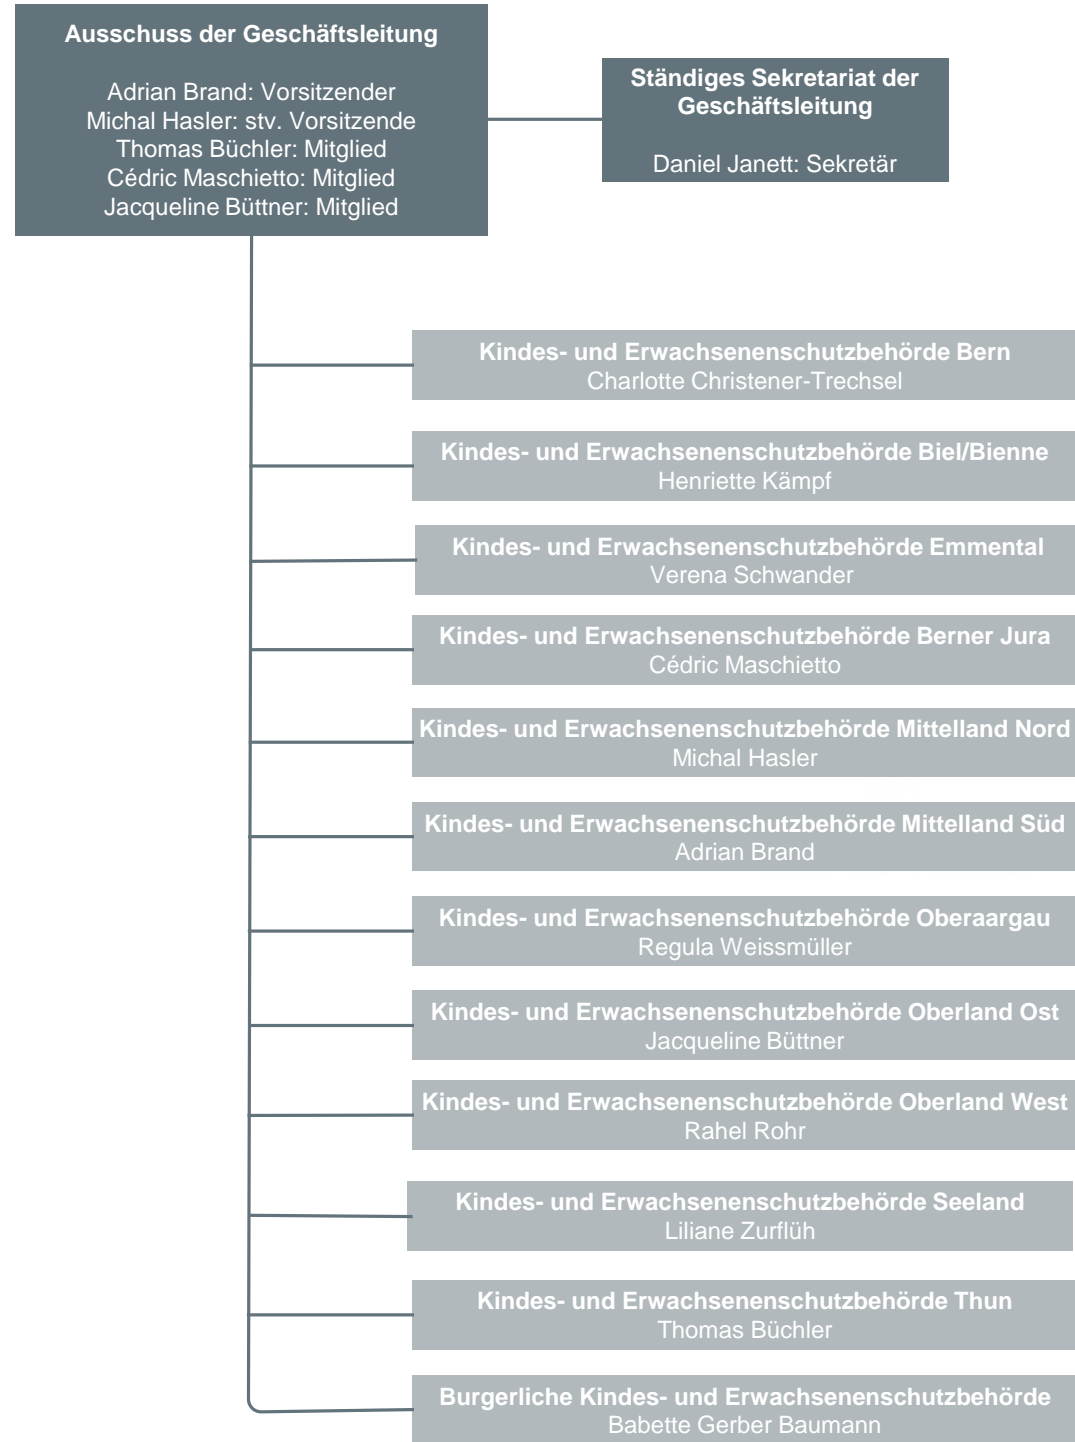 Ausschuss der Geschäftsleitung
Adrian Brand: Vorsitzender
Michal Hasler: stv. Vorsitzende
Thomas Büchler: Mitglied
Cédric Maschietto: Mitglied
Jacqueline Büttner: Mitglied
Ständiges Sekretariat der
Geschäftsleitung
Daniel Janett: Sekretär
Kindes- und Erwachsenenschutzbehörde Bern
Charlotte Christener-Trechsel
Kindes- und Erwachsenenschutzbehörde Biel/Bienne
Henriette Kämpf
Kindes- und Erwachsenenschutzbehörde Emmental
Verena Schwander
Kindes- und Erwachsenenschutzbehörde Berner Jura
Cédric Maschietto
Kindes- und Erwachsenenschutzbehörde Mittelland Nord
Michal Hasler
Kindes- und Erwachsenenschutzbehörde Mittelland Süd
Adrian Brand
Kindes- und Erwachsenenschutzbehörde Oberaargau
Regula Weissmüller
Kindes- und Erwachsenenschutzbehörde Oberland Ost
Jacqueline Büttner
Kindes- und Erwachsenenschutzbehörde Oberland West
Rahel Rohr
Kindes- und Erwachsenenschutzbehörde Seeland
Liliane Zurflüh
Kindes- und Erwachsenenschutzbehörde Thun
Thomas Büchler
Burgerliche Kindes- und Erwachsenenschutzbehörde
Babette Gerber Baumann